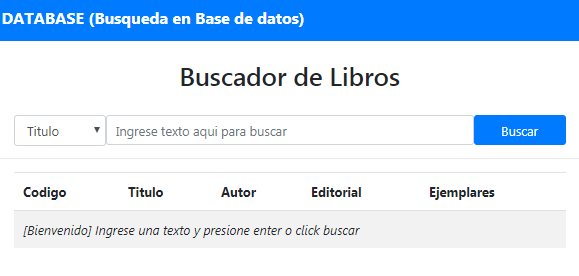 DATABASE (Busqueda en Base de datos)
Buscador de Libros
Titulo Ingrese texto aqui para buscar Buscar
Codigo Titulo Autor Editorial Ejemplares
[Bienvenido] Ingrese una texto y presione enter o click buscar